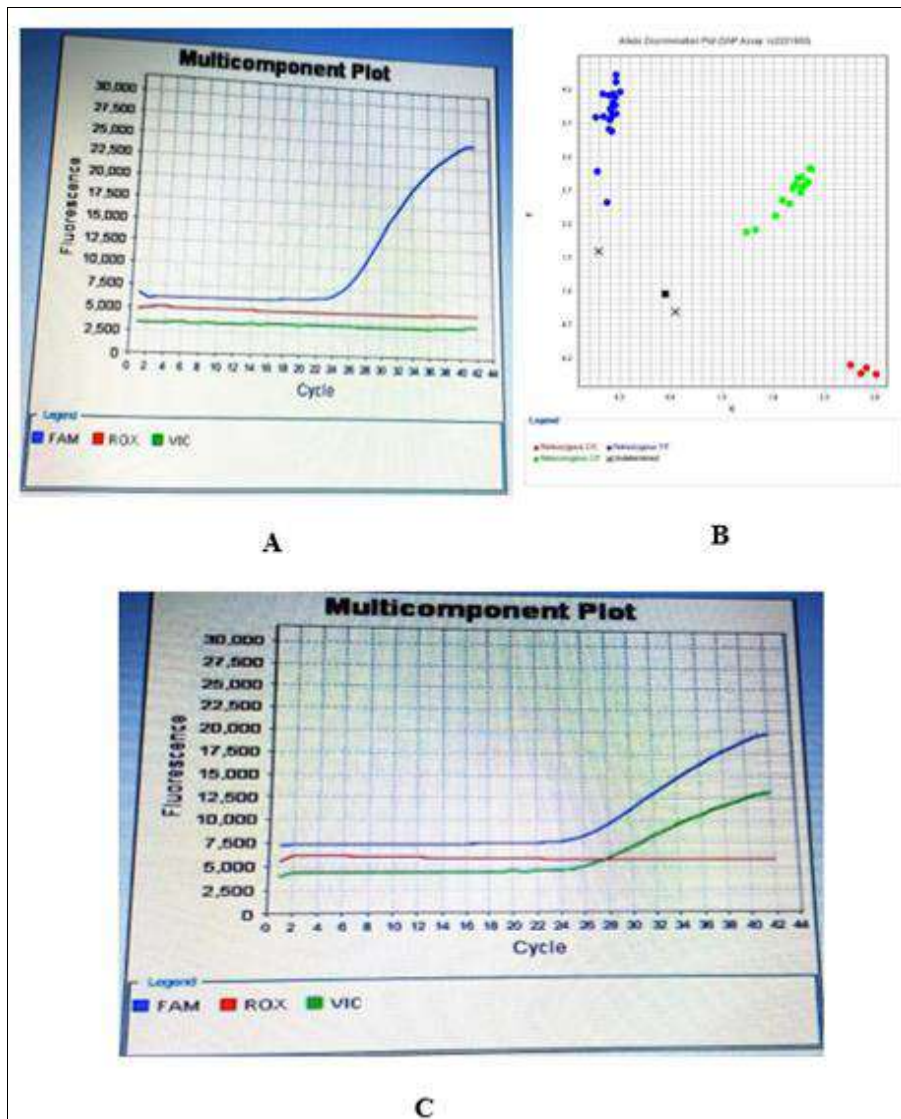 Multicomponent Plot
30,000
27,500
25,000
22,500
20,000
17,500
15,000
12,500
10,000
7,500
5,000
2,500
0
Fluorescence
0 2 4 6 8 10 12 14 16 18 20 22 24 26 28 30 32 34 36 38 40 42 44
Cycle
Legend
FAM ROX VIC
A
Allelic Discrimination Plot
Legend
Undetermined
B
Multicomponent Plot
30,000
27,500
25,000
22,500
20,000
17,500
15,000
12,500
10,000
7,500
5,000
2,500
0
Fluorescence
0 2 4 6 8 10 12 14 16 18 20 22 24 26 28 30 32 34 36 38 40 42 44
Cycle
Legend
FAM ROX VIC
C